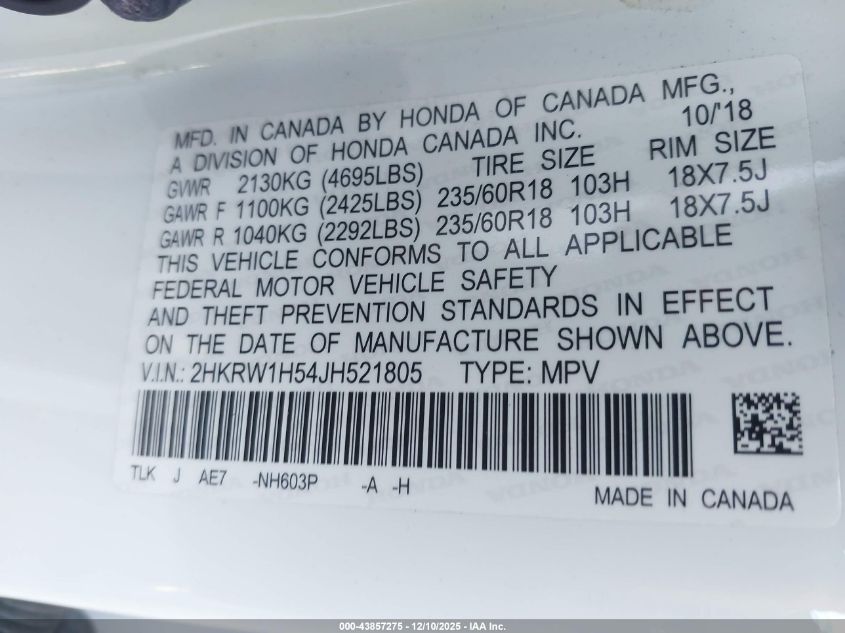 MFD. IN CANADA BY HONDA OF CANADA MFG.,
A DIVISION OF HONDA CANADA INC. 10/'18
GVWR 2130KG (4695LBS) TIRE SIZE RIM SIZE
GAWR F 1100KG (2425LBS) 235/60R18 103H 18X7.5J
GAWR R 1040KG (2292LBS) 235/60R18 103H 18X7.5J
THIS VEHICLE CONFORMS TO ALL APPLICABLE
FEDERAL MOTOR VEHICLE SAFETY
AND THEFT PREVENTION STANDARDS IN EFFECT
ON THE DATE OF MANUFACTURE SHOWN ABOVE.
V.I.N.: 2HKRW1H54JH521805 TYPE: MPV
TLK J AE7 -NH603P -A -H
MADE IN CANADA
000-43857275 - 12/10/2025 - IAA Inc.